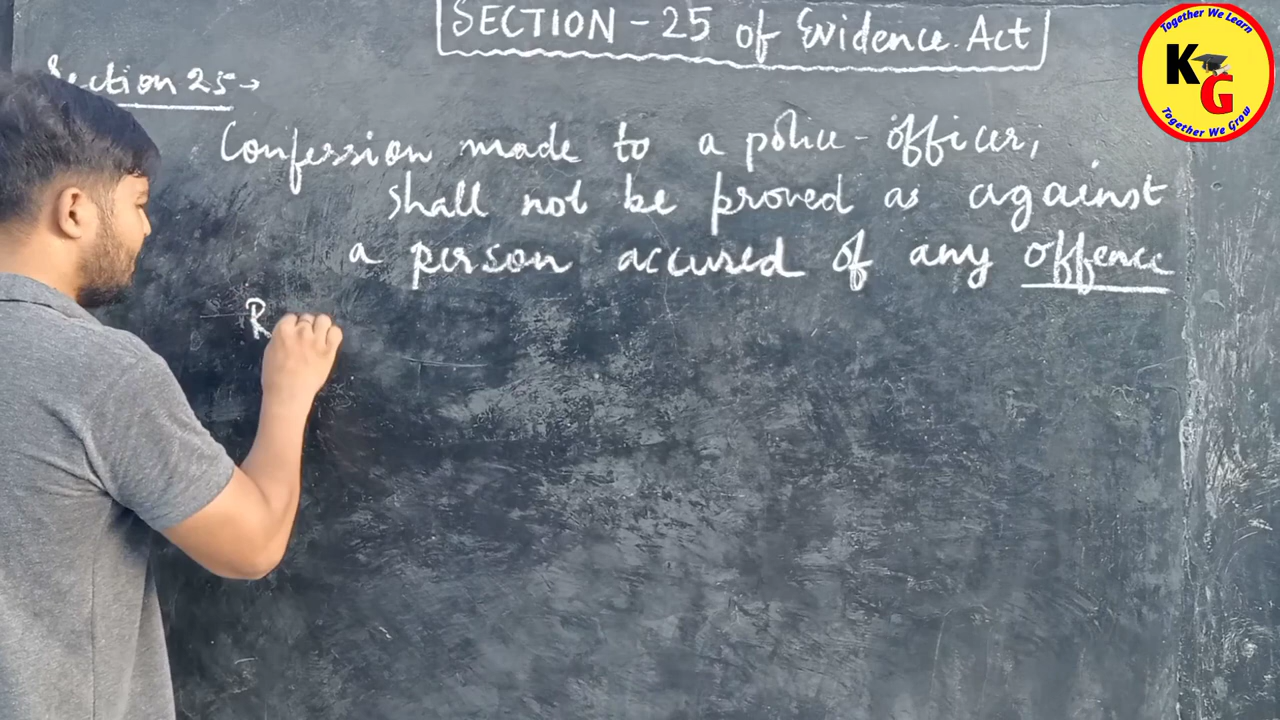 SECTION - 25 of Evidence Act
Section 25 →
Confession made to a police-officer,
shall not be proved as against
a person accused of any offence
R
Together We Learn
KG
Together We Grow